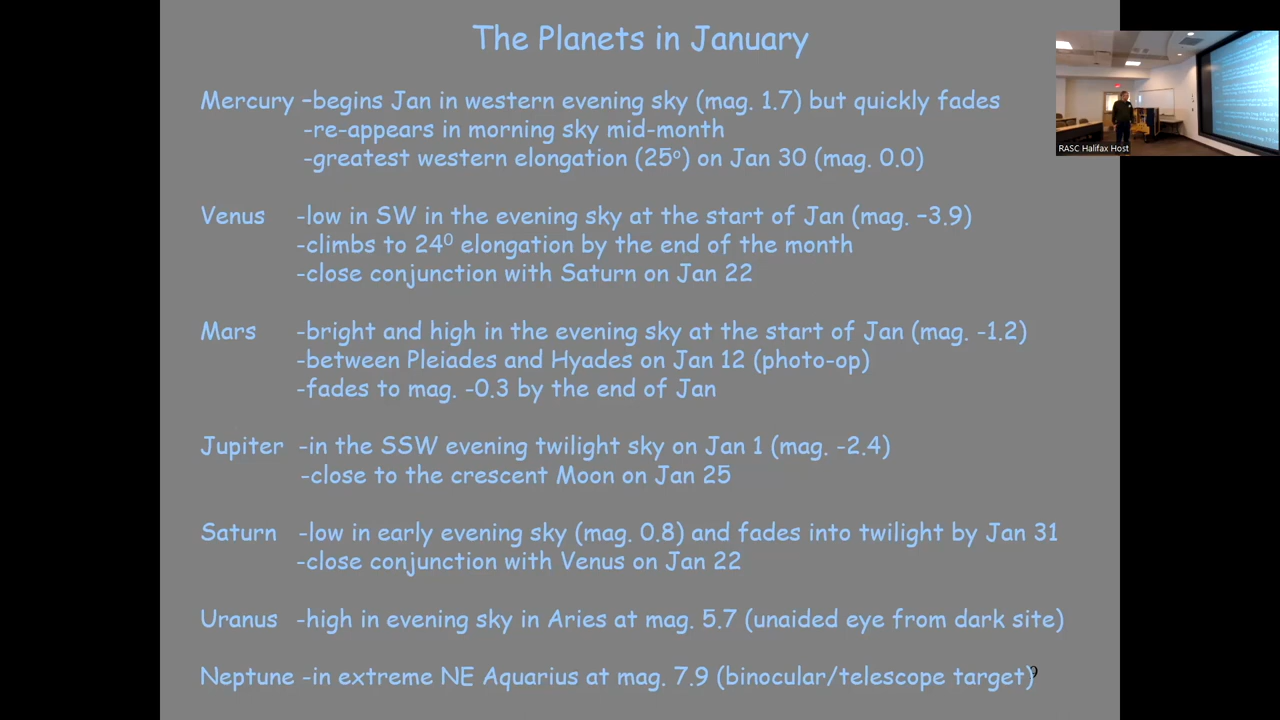 The Planets in January
Mercury –begins Jan in western evening sky (mag. 1.7) but quickly fades
-re-appears in morning sky mid-month
-greatest western elongation (25º) on Jan 30 (mag. 0.0)
Venus -low in SW in the evening sky at the start of Jan (mag. –3.9)
-climbs to 24⁰ elongation by the end of the month
-close conjunction with Saturn on Jan 22
Mars -bright and high in the evening sky at the start of Jan (mag. -1.2)
-between Pleiades and Hyades on Jan 12 (photo-op)
-fades to mag. -0.3 by the end of Jan
Jupiter -in the SSW evening twilight sky on Jan 1 (mag. -2.4)
-close to the crescent Moon on Jan 25
Saturn -low in early evening sky (mag. 0.8) and fades into twilight by Jan 31
-close conjunction with Venus on Jan 22
Uranus -high in evening sky in Aries at mag. 5.7 (unaided eye from dark site)
Neptune -in extreme NE Aquarius at mag. 7.9 (binocular/telescope target)
9
RASC Halifax Host